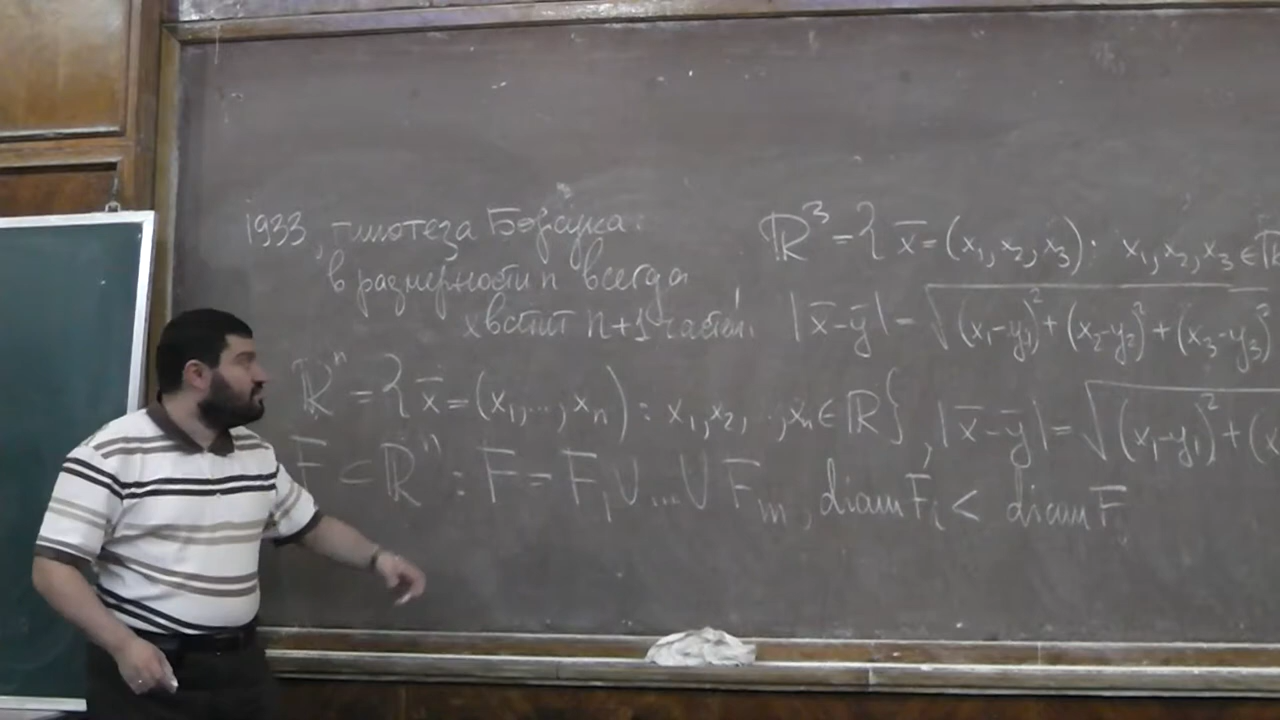 1933, гипотеза Борсука:
в размерности n всегда
хватит n+1 частей!
ℝ³ = { x̄ = (x₁, x₂, x₃) : x₁, x₂, x₃ ∈ ℝ
|x̄ - ȳ| = √(x₁-y₁)² + (x₂-y₂)² + (x₃-y₃)²
ℝⁿ = { x̄ = (x₁, ..., xₙ) : x₁, x₂, .., xₙ ∈ ℝ }, |x̄ - ȳ| = √(x₁-y₁)² + (x
F ⊂ ℝⁿ : F = F₁ ∪ ... ∪ Fₘ, diam Fᵢ < diam F